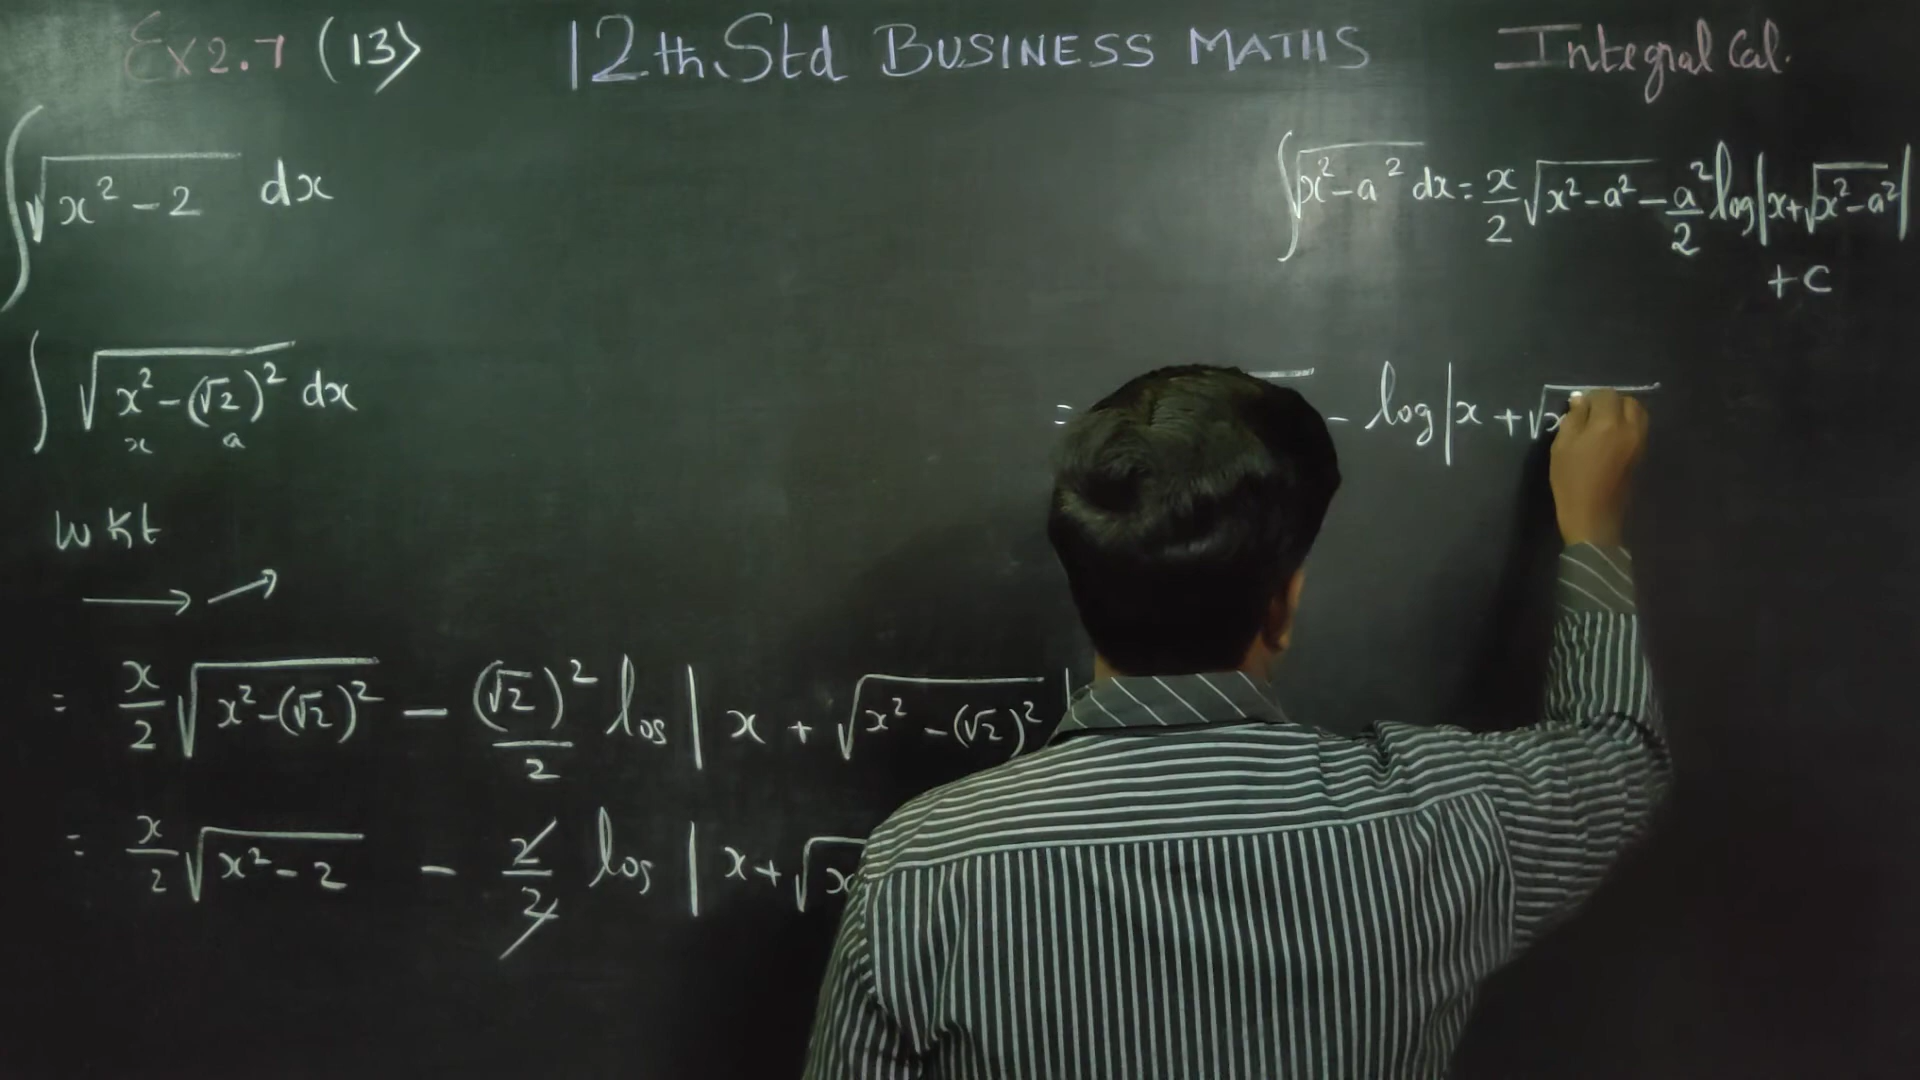 Ex 2.7 (13) 12th Std BUSINESS MATHS Integral Cal.
∫√(x² - 2) dx
∫√(x² - a²) dx = x/2 √(x² - a²) - a²/2 log|x + √(x² - a²)|
+ C
∫√(x² - (√2)²) dx
x a
= - log|x + √x
WKt
→ ↗
= x/2 √(x² - (√2)²) - (√2)²/2 log|x + √(x² - (√2)²)|
= x/2 √(x² - 2) - 2/2 log|x + √x